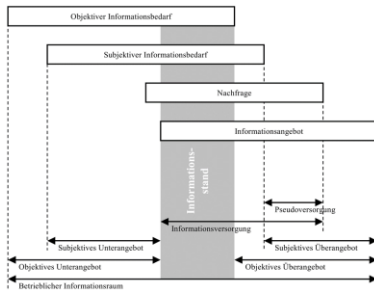 Objektiver Informationsbedarf
Subjektiver Informationsbedarf
Nachfrage
Informationsangebot
Informations-
stand
Pseudoversorgung
Informationsversorgung
Subjektives Unterangebot
Subjektives Überangebot
Objektives Unterangebot
Objektives Überangebot
Betrieblicher Informationsraum